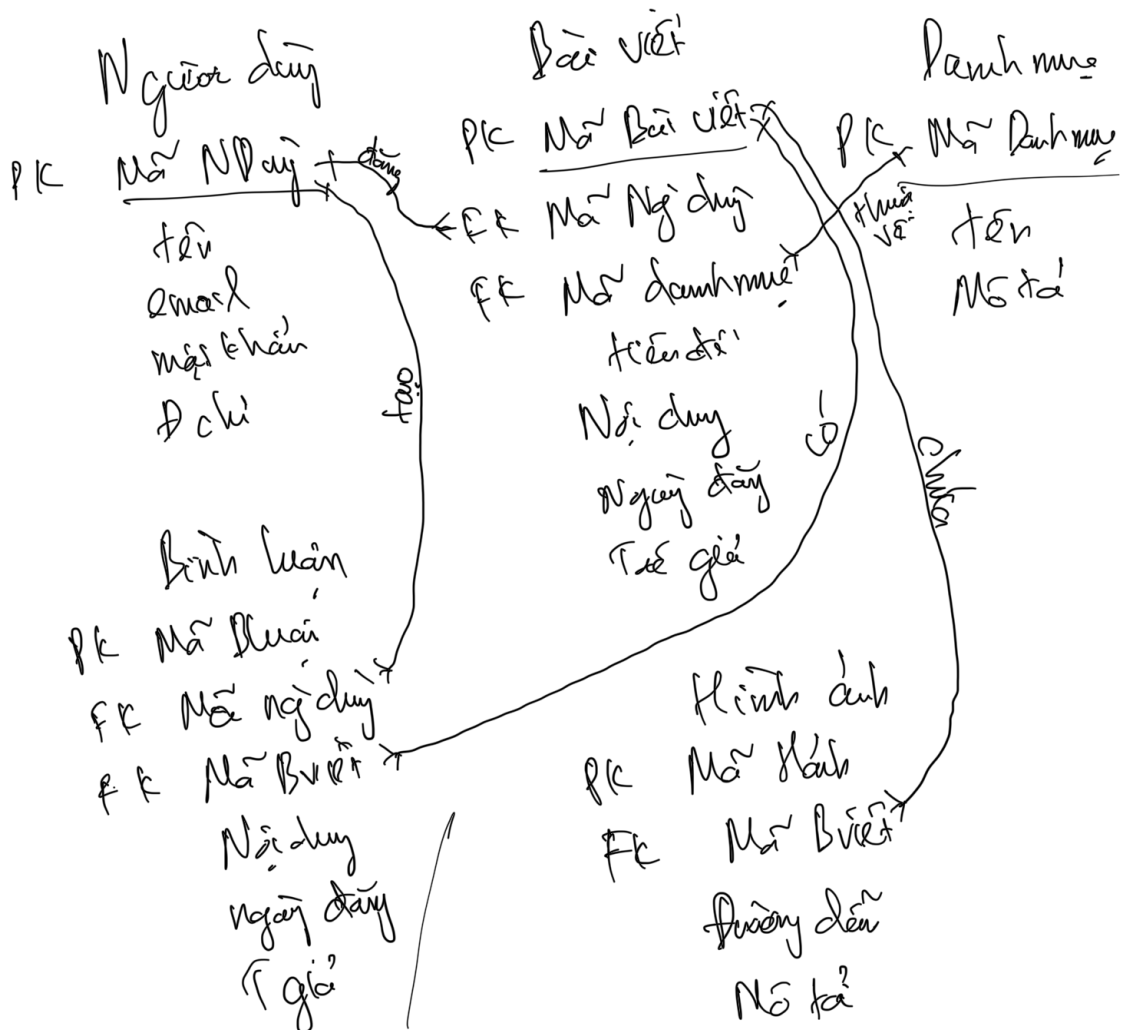 Người dùng
PK Mã NDùng
tên
email
mật khẩu
Đ chỉ
đăng
tạo
Bài viết
PK Mã Bài viết
FK Mã Ng dùng
FK Mã danh mục
tiêu đề
Nội dung
Ngày đăng
Tác giả
Danh mục
PK Mã Danh mục
tên
Mô tả
thuộc về
có
chứa
Bình luận
PK Mã Bluận
FK Mã ng dùng
FK Mã Bviết
Nội dung
ngày đăng
T giả
Hình ảnh
PK Mã Hảnh
FK Mã Bviết
Đường dẫn
Mô tả